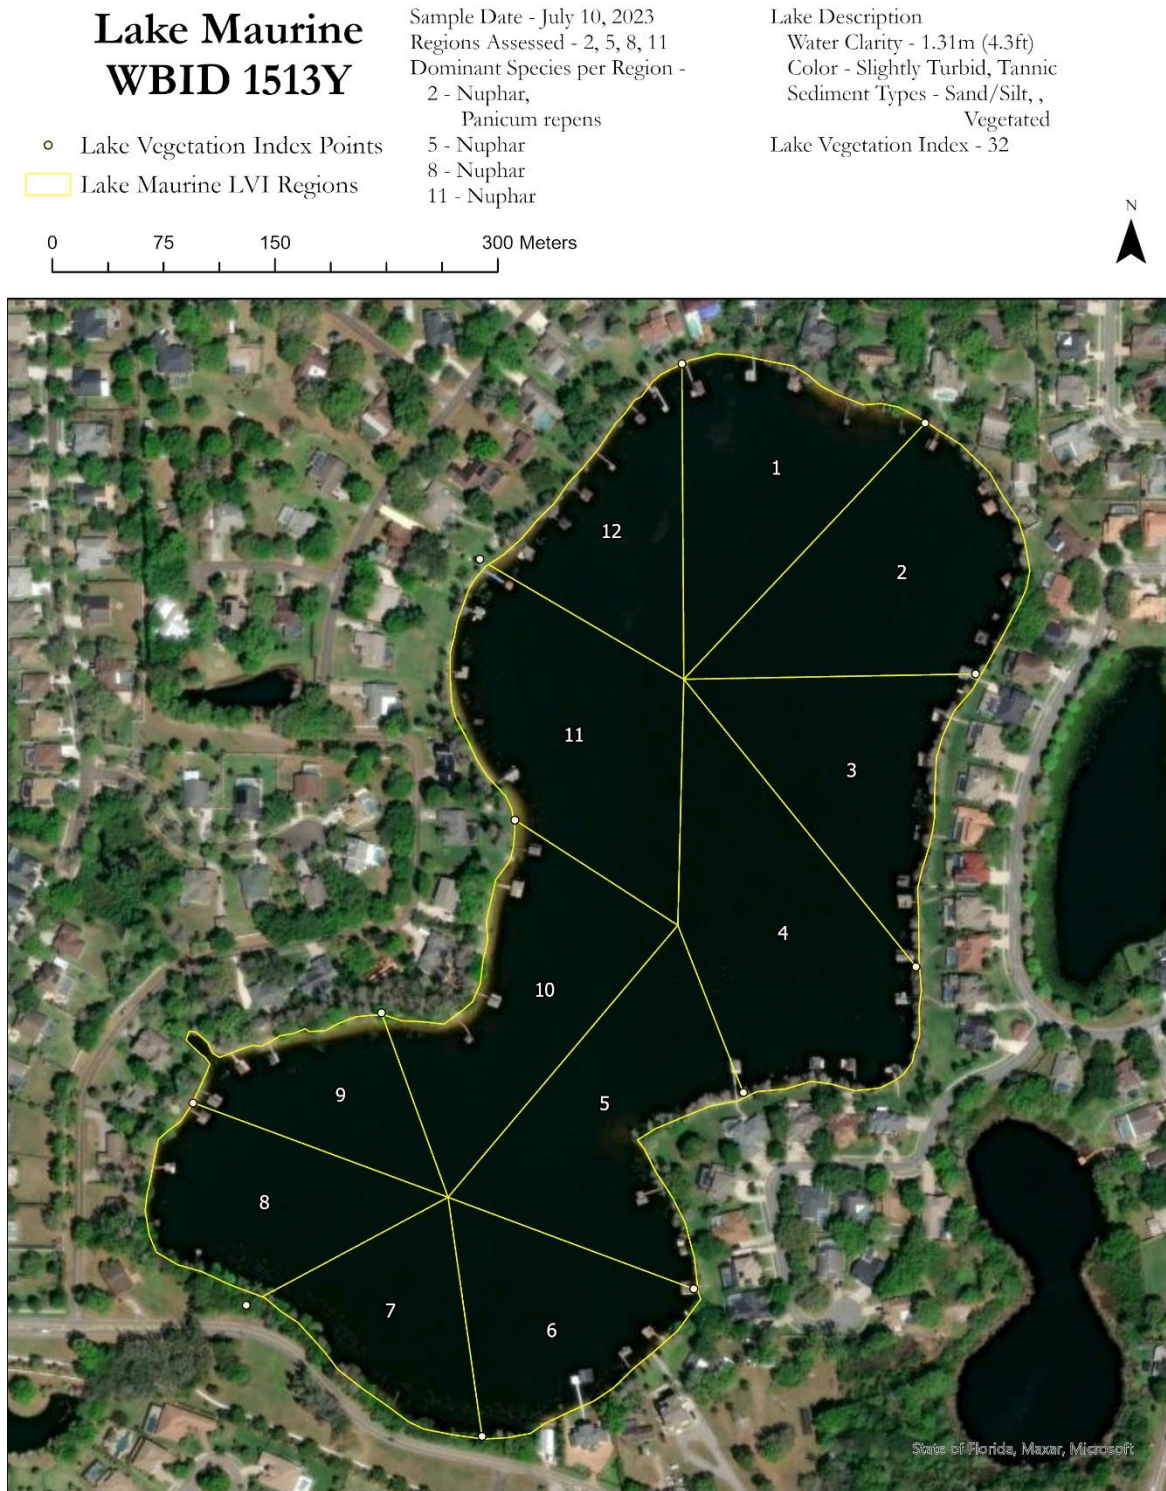 Lake Maurine
WBID 1513Y
Lake Vegetation Index Points
Lake Maurine LVI Regions
Sample Date - July 10, 2023
Regions Assessed - 2, 5, 8, 11
Dominant Species per Region -
2 - Nuphar,
Panicum repens
5 - Nuphar
8 - Nuphar
11 - Nuphar
Lake Description
Water Clarity - 1.31m (4.3ft)
Color - Slightly Turbid, Tannic
Sediment Types - Sand/Silt, ,
Vegetated
Lake Vegetation Index - 32
N
0 75 150 300 Meters
1
12
2
11
3
4
10
9
5
8
7
6
State of Florida, Maxar, Microsoft